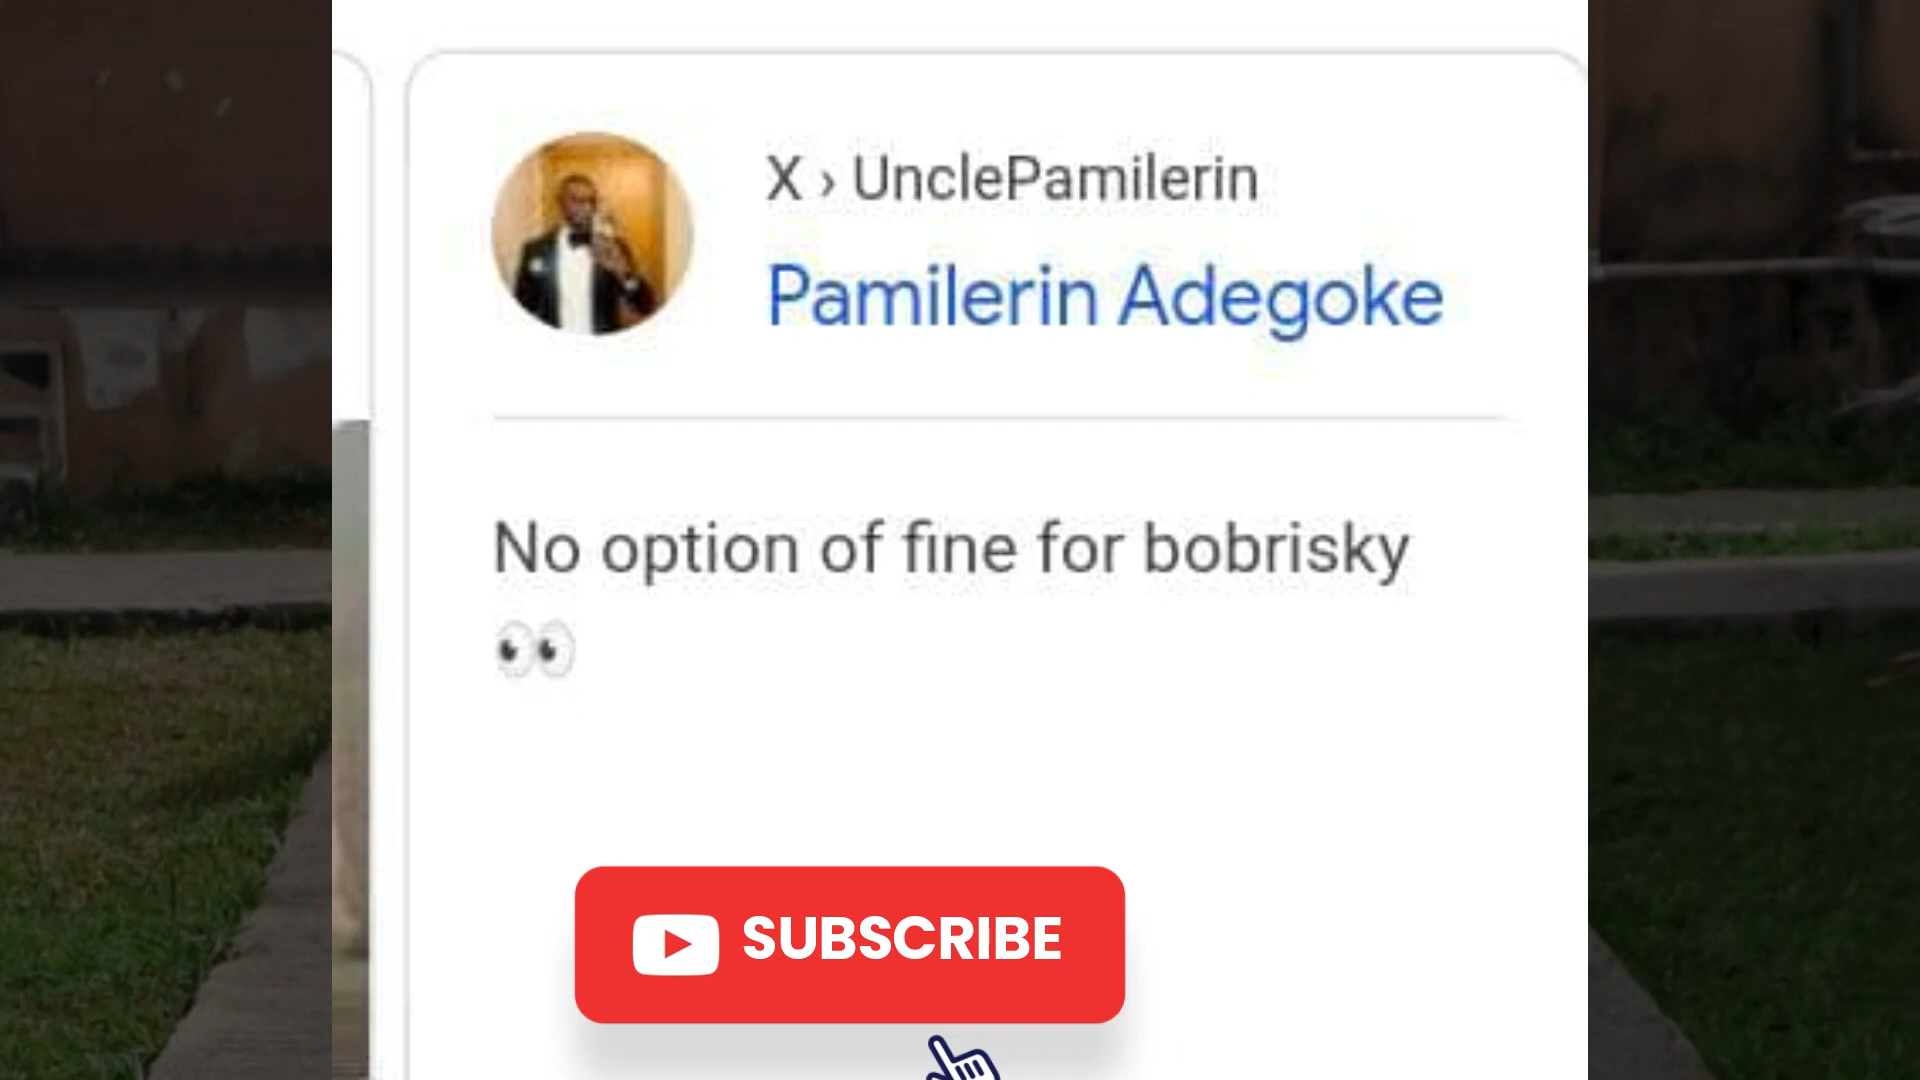 X › UnclePamilerin
Pamilerin Adegoke
No option of fine for bobrisky
👀
SUBSCRIBE